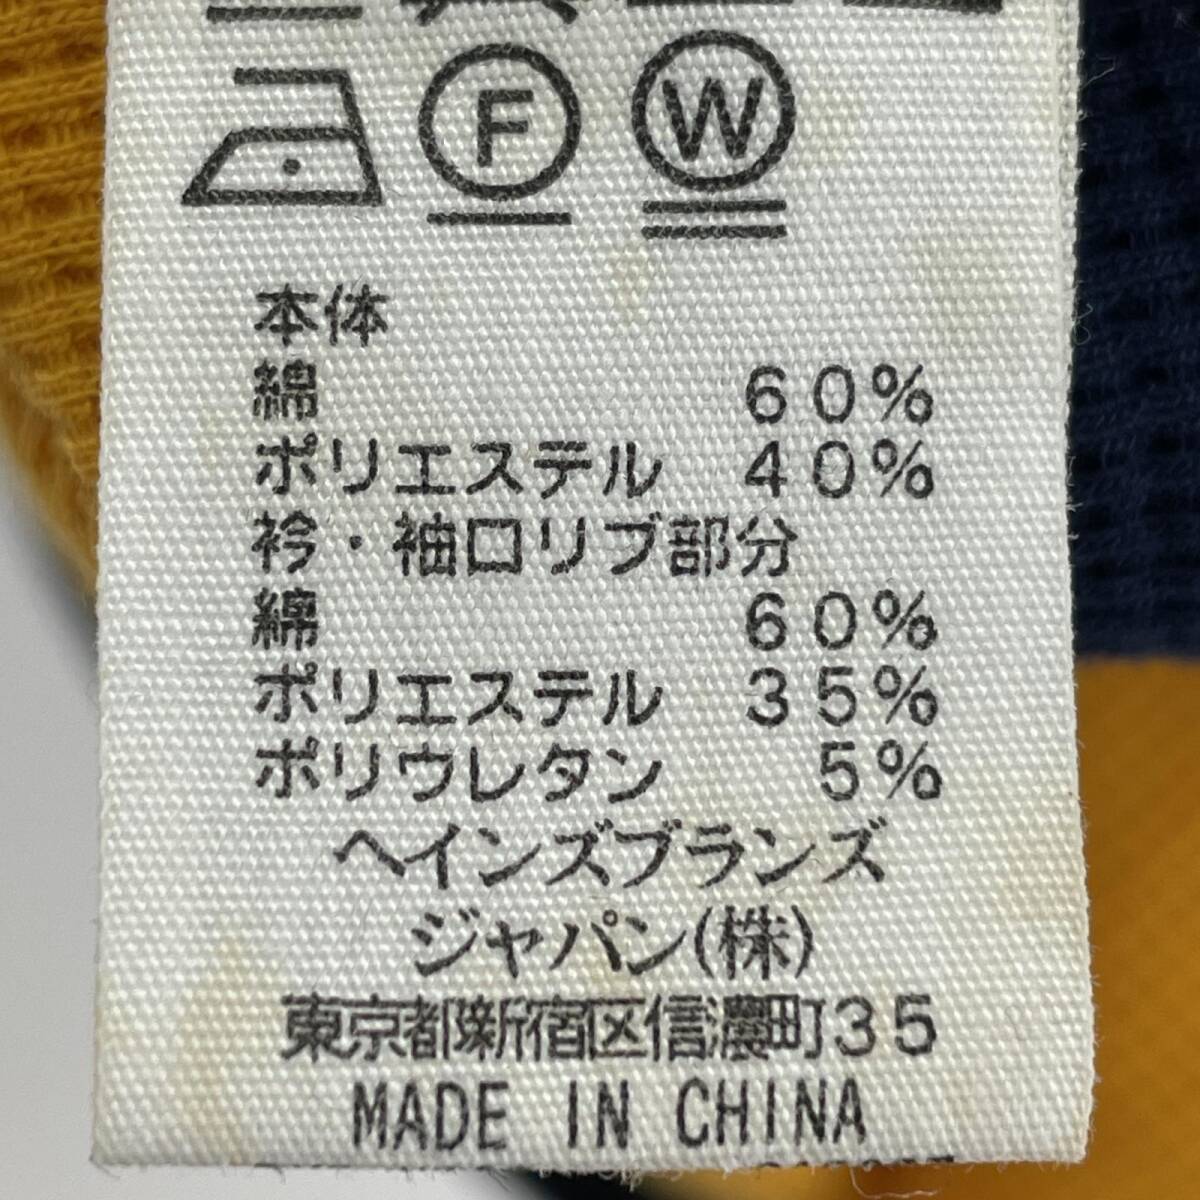 F W
本体
綿 60%
ポリエステル 40%
衿・袖口リブ部分
綿 60%
ポリエステル 35%
ポリウレタン 5%
ヘインズブランズ
ジャパン(株)
東京都新宿区信濃町35
MADE IN CHINA